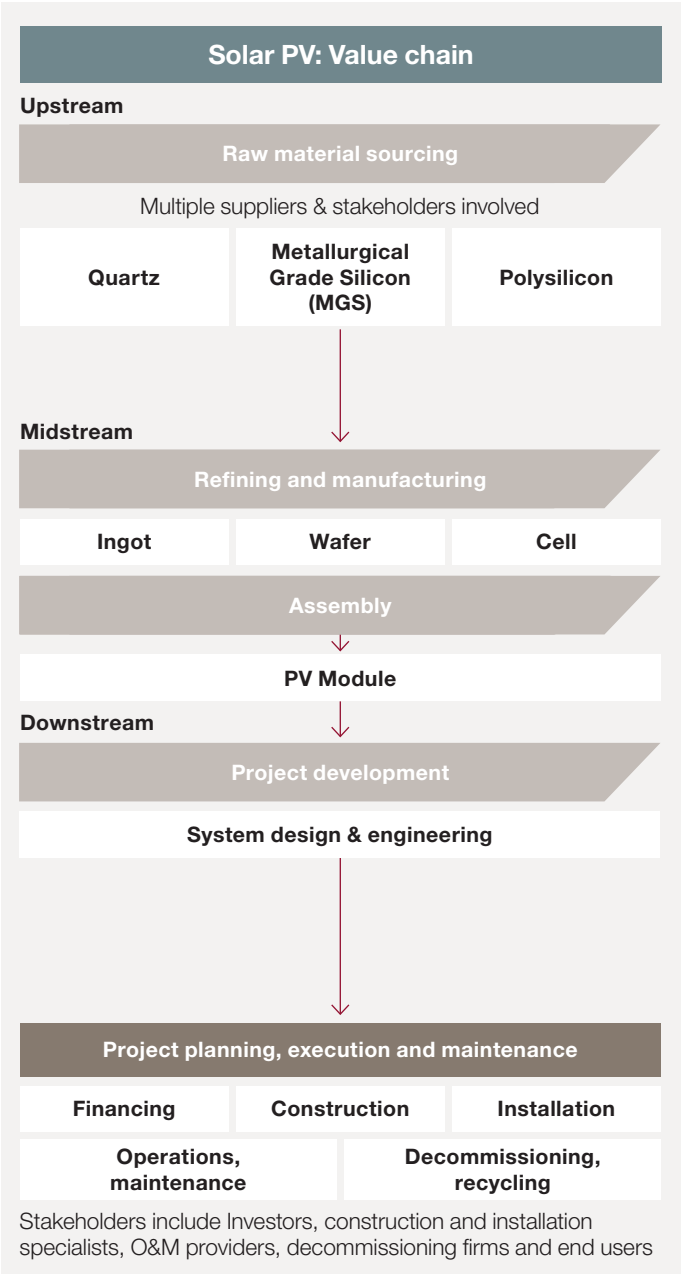 Solar PV: Value chain
Upstream
Raw material sourcing
Multiple suppliers & stakeholders involved
Quartz
Metallurgical
Grade Silicon
(MGS)
Polysilicon
Midstream
Refining and manufacturing
Ingot
Wafer
Cell
Assembly
PV Module
Downstream
Project development
System design & engineering
Project planning, execution and maintenance
Financing
Construction
Installation
Operations,
maintenance
Decommissioning,
recycling
Stakeholders include Investors, construction and installation
specialists, O&M providers, decommissioning firms and end users